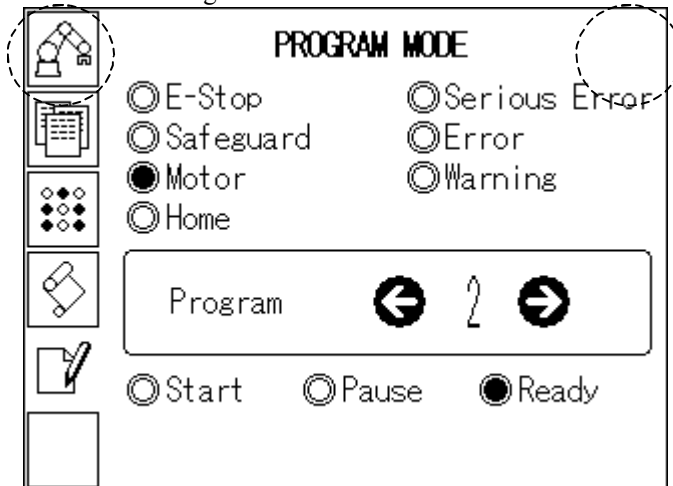 PROGRAM MODE
E-Stop Serious Error
Safeguard Error
Motor Warning
Home
Program 2
Start Pause Ready